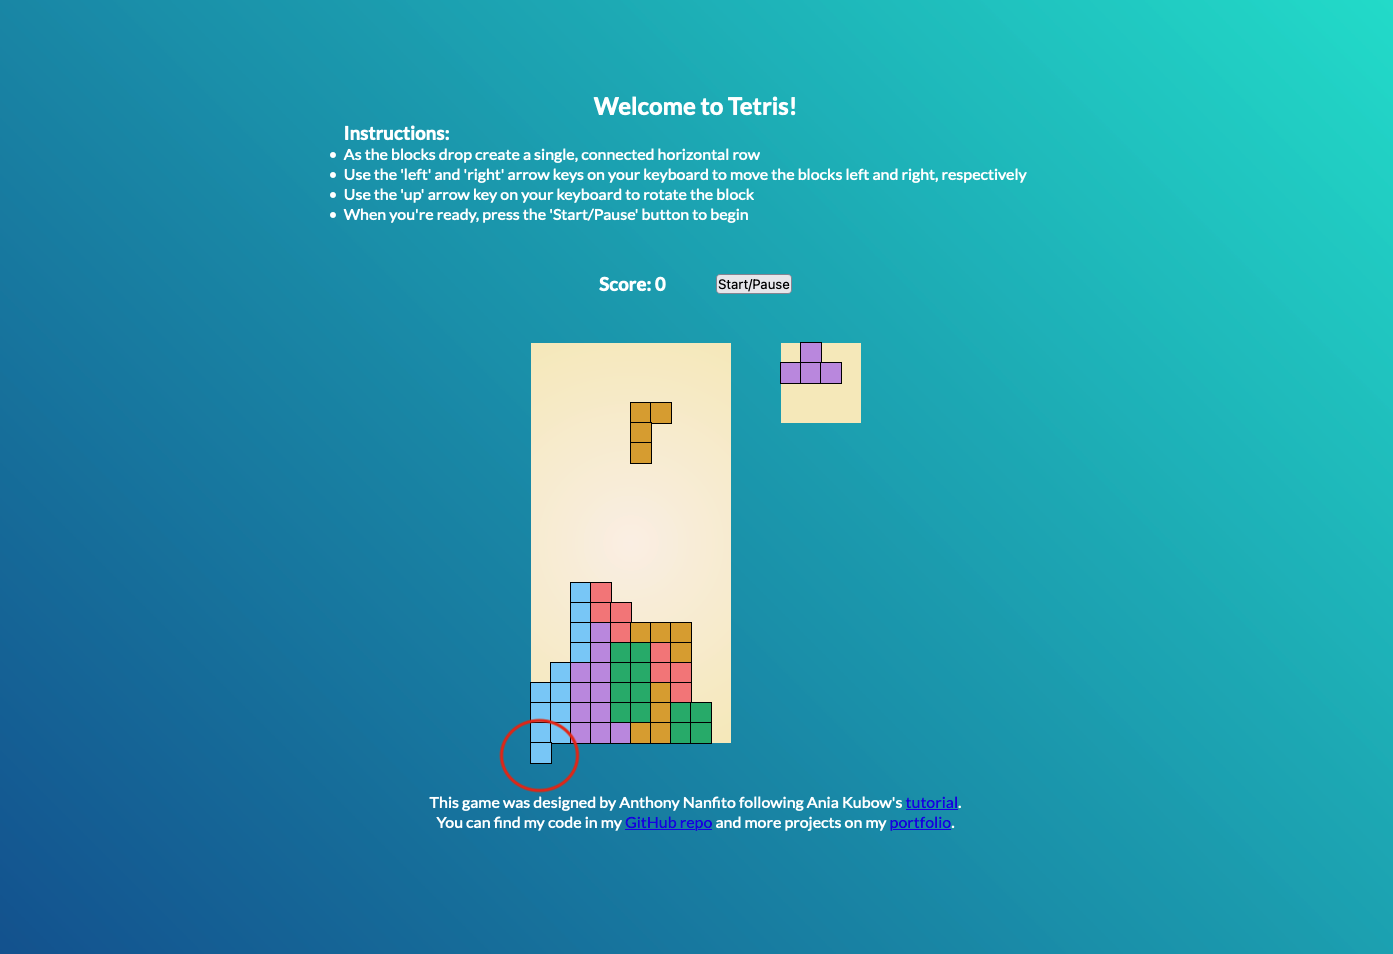 Welcome to Tetris!
Instructions:
As the blocks drop create a single, connected horizontal row
Use the 'left' and 'right' arrow keys on your keyboard to move the blocks left and right, respectively
Use the 'up' arrow key on your keyboard to rotate the block
When you're ready, press the 'Start/Pause' button to begin
Score: 0
Start/Pause
This game was designed by Anthony Nanfito following Ania Kubow's tutorial.
You can find my code in my GitHub repo and more projects on my portfolio.